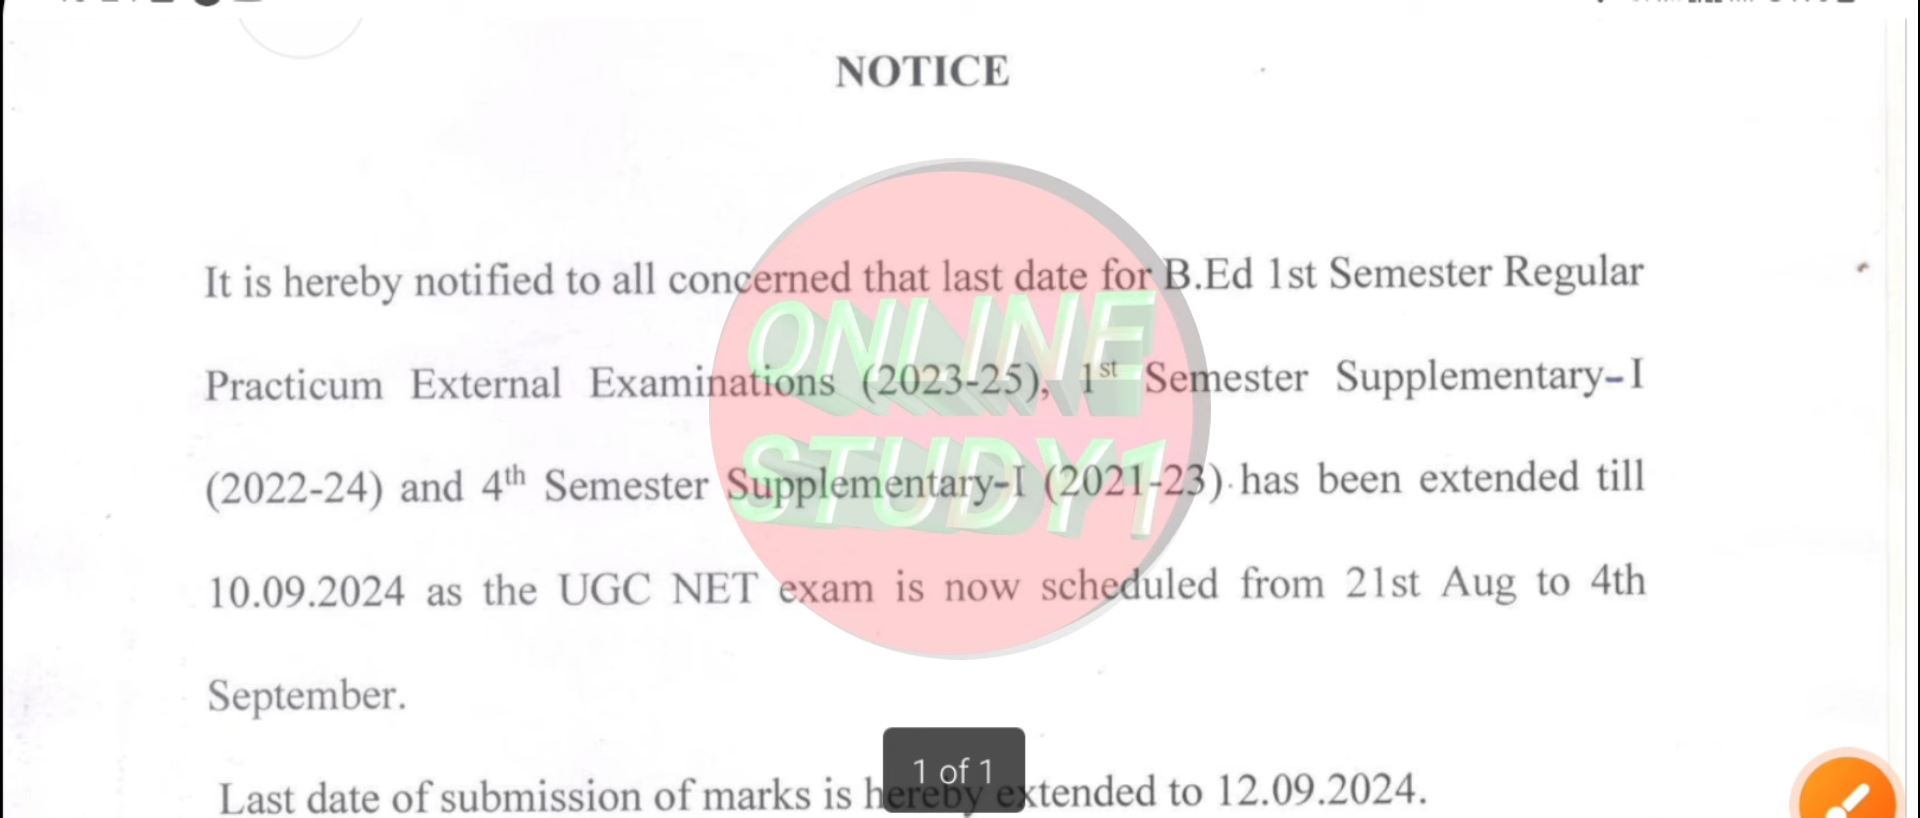 NOTICE
It is hereby notified to all concerned that last date for B.Ed 1st Semester Regular
Practicum External Examinations (2023-25), 1st Semester Supplementary-I
(2022-24) and 4th Semester Supplementary-I (2021-23) has been extended till
10.09.2024 as the UGC NET exam is now scheduled from 21st Aug to 4th
September.
Last date of submission of marks is hereby extended to 12.09.2024.
ONLINE
STUDY1
1 of 1